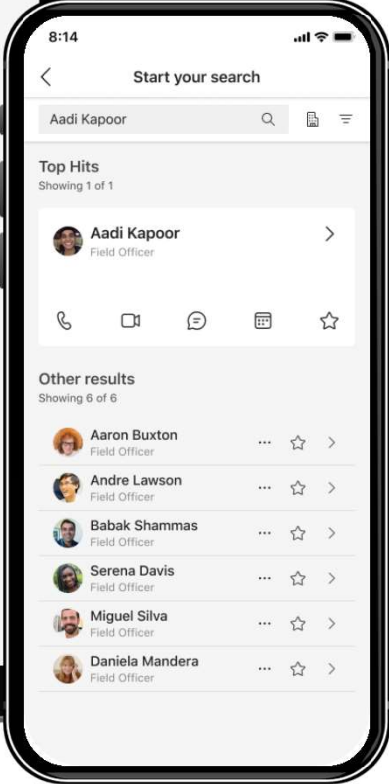 8:14
Start your search
Aadi Kapoor
Top Hits
Showing 1 of 1
Aadi Kapoor
Field Officer
Other results
Showing 6 of 6
Aaron Buxton
Field Officer
Andre Lawson
Field Officer
Babak Shammas
Field Officer
Serena Davis
Field Officer
Miguel Silva
Field Officer
Daniela Mandera
Field Officer